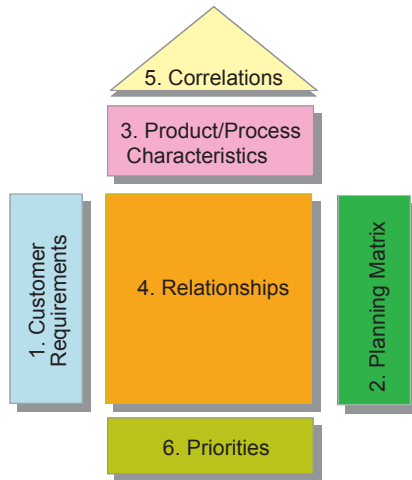 5. Correlations
3. Product/Process
Characteristics
1. Customer
Requirements
4. Relationships
2. Planning Matrix
6. Priorities